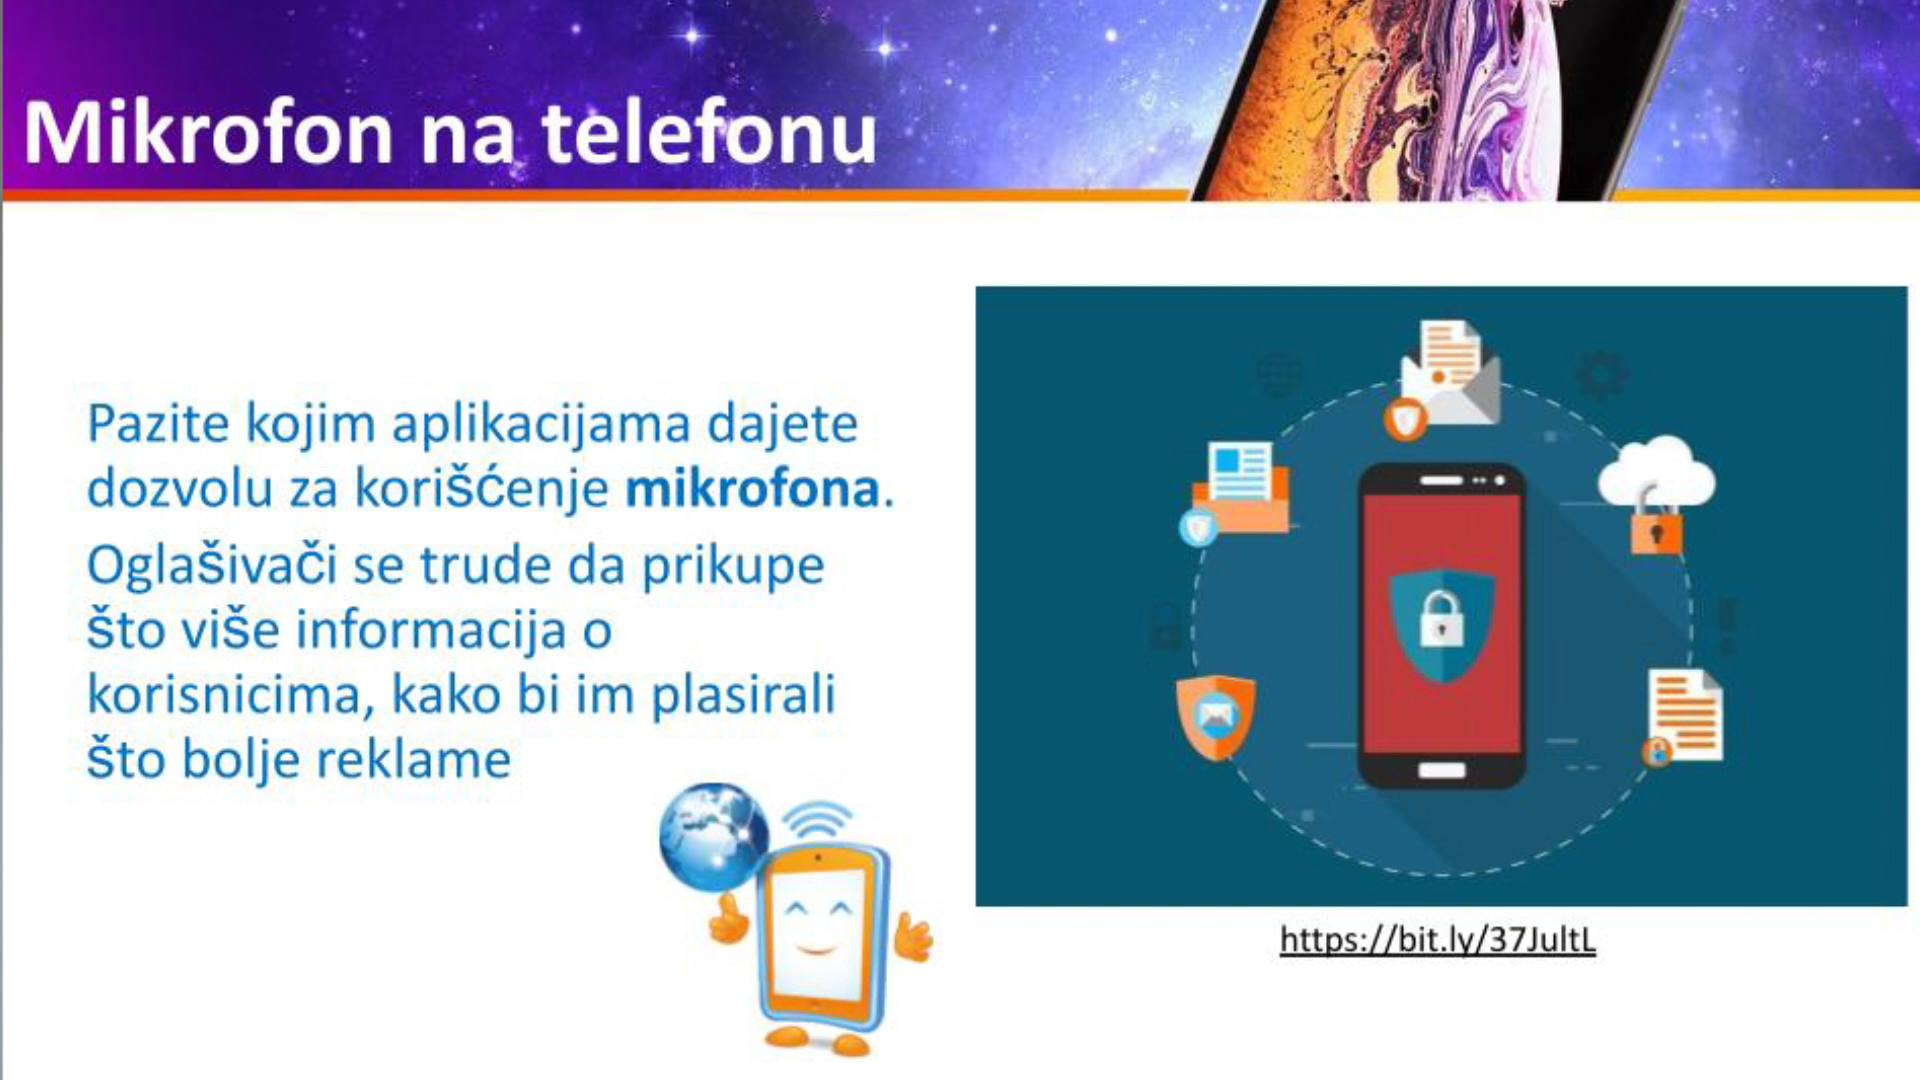 Mikrofon na telefonu
Pazite kojim aplikacijama dajete
dozvolu za korišćenje mikrofona.
Oglašivači se trude da prikupe
što više informacija o
korisnicima, kako bi im plasirali
što bolje reklame
https://bit.ly/37JultL